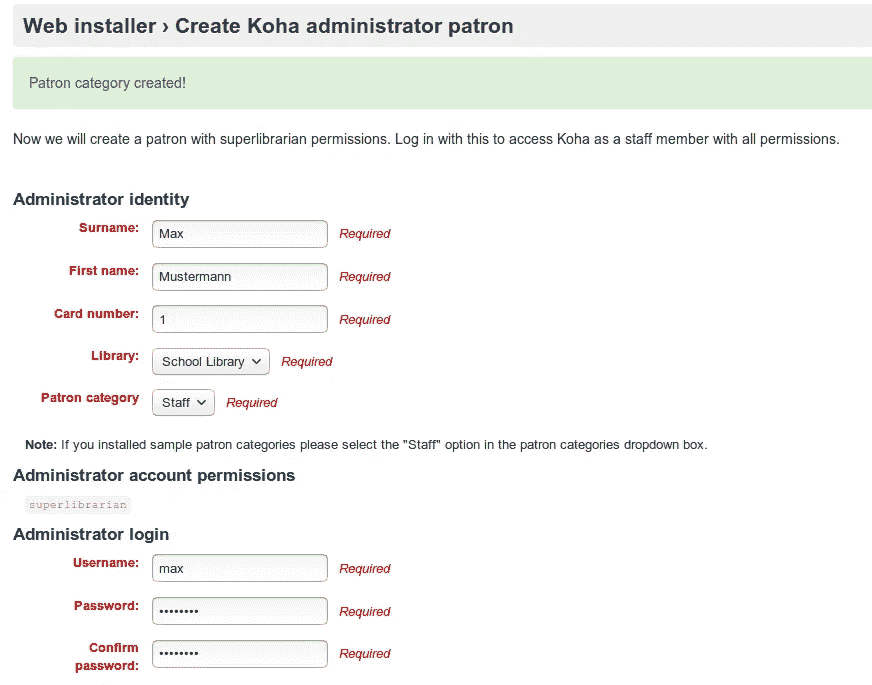 Web installer › Create Koha administrator patron
Patron category created!
Now we will create a patron with superlibrarian permissions. Log in with this to access Koha as a staff member with all permissions.
Administrator identity
Surname: Max Required
First name: Mustermann Required
Card number: 1 Required
Library: School Library Required
Patron category Staff Required
Note: If you installed sample patron categories please select the "Staff" option in the patron categories dropdown box.
Administrator account permissions
superlibrarian
Administrator login
Username: max Required
Password: •••••••• Required
Confirm
password: •••••••• Required